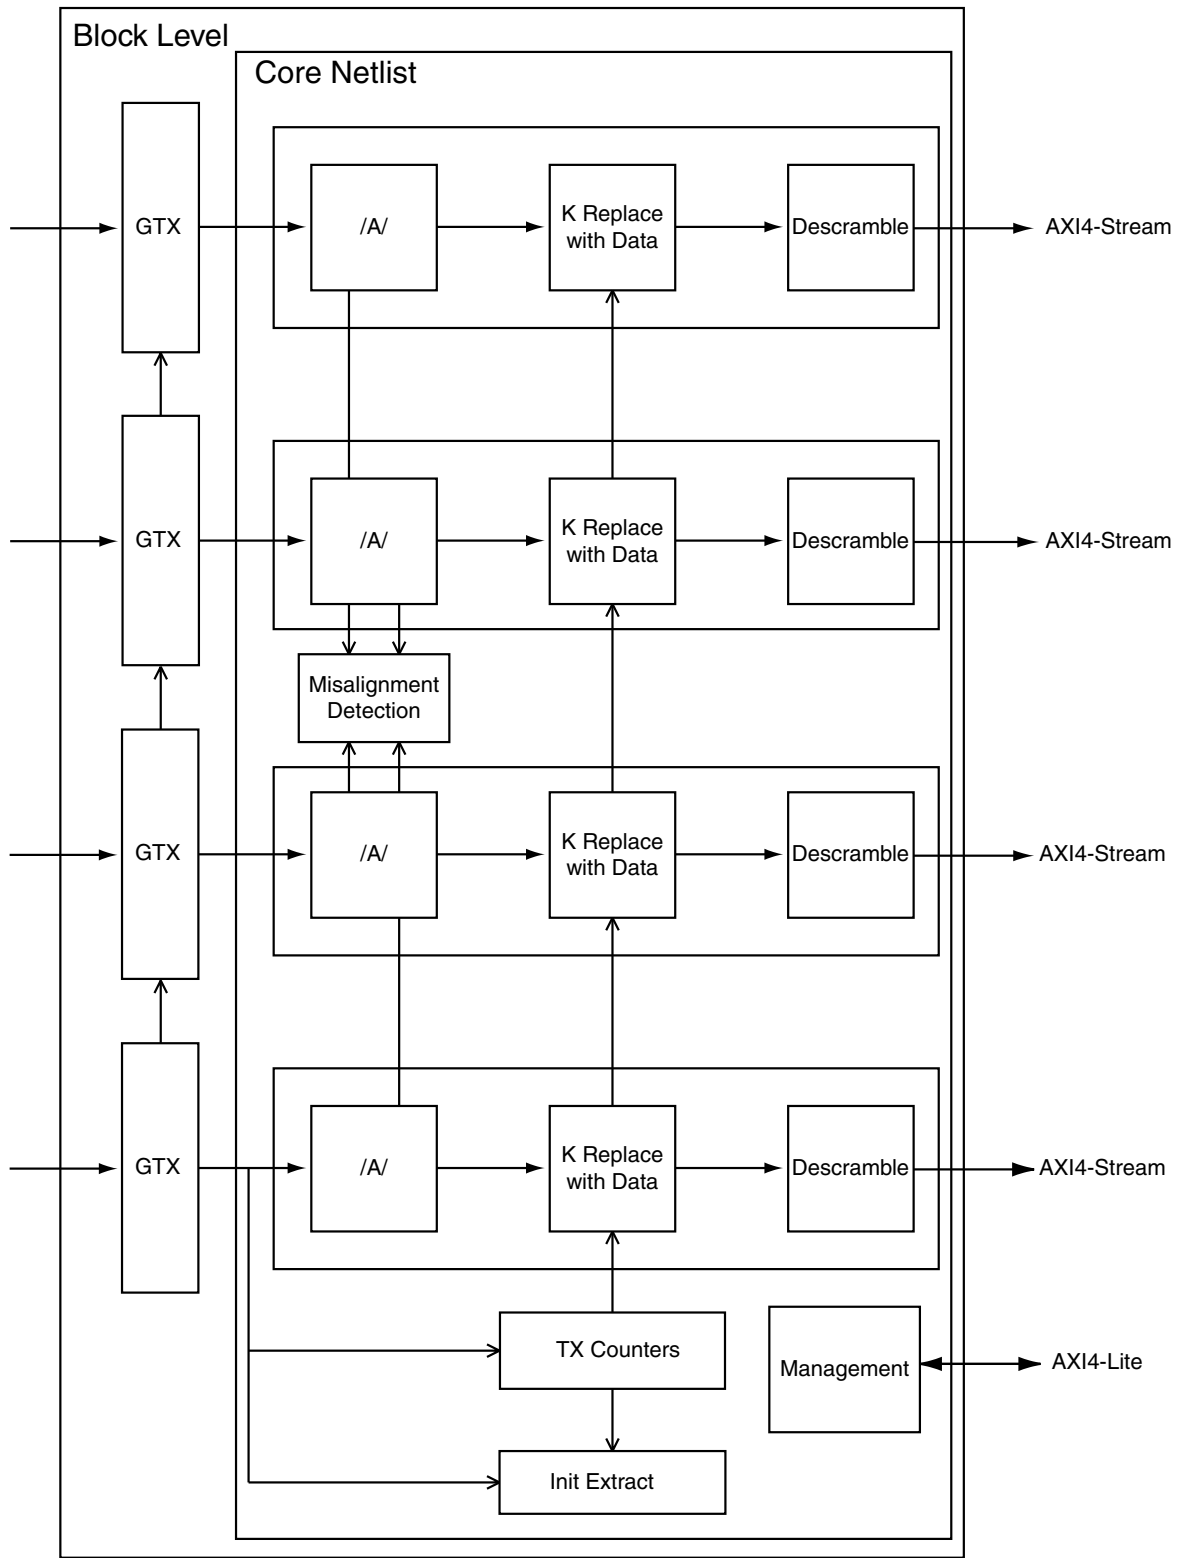 Block Level
Core Netlist
GTX
/A/
K Replace
with Data
Descramble
AXI4-Stream
GTX
/A/
K Replace
with Data
Descramble
AXI4-Stream
Misalignment
Detection
GTX
/A/
K Replace
with Data
Descramble
AXI4-Stream
GTX
/A/
K Replace
with Data
Descramble
AXI4-Stream
TX Counters
Management
AXI4-Lite
Init Extract